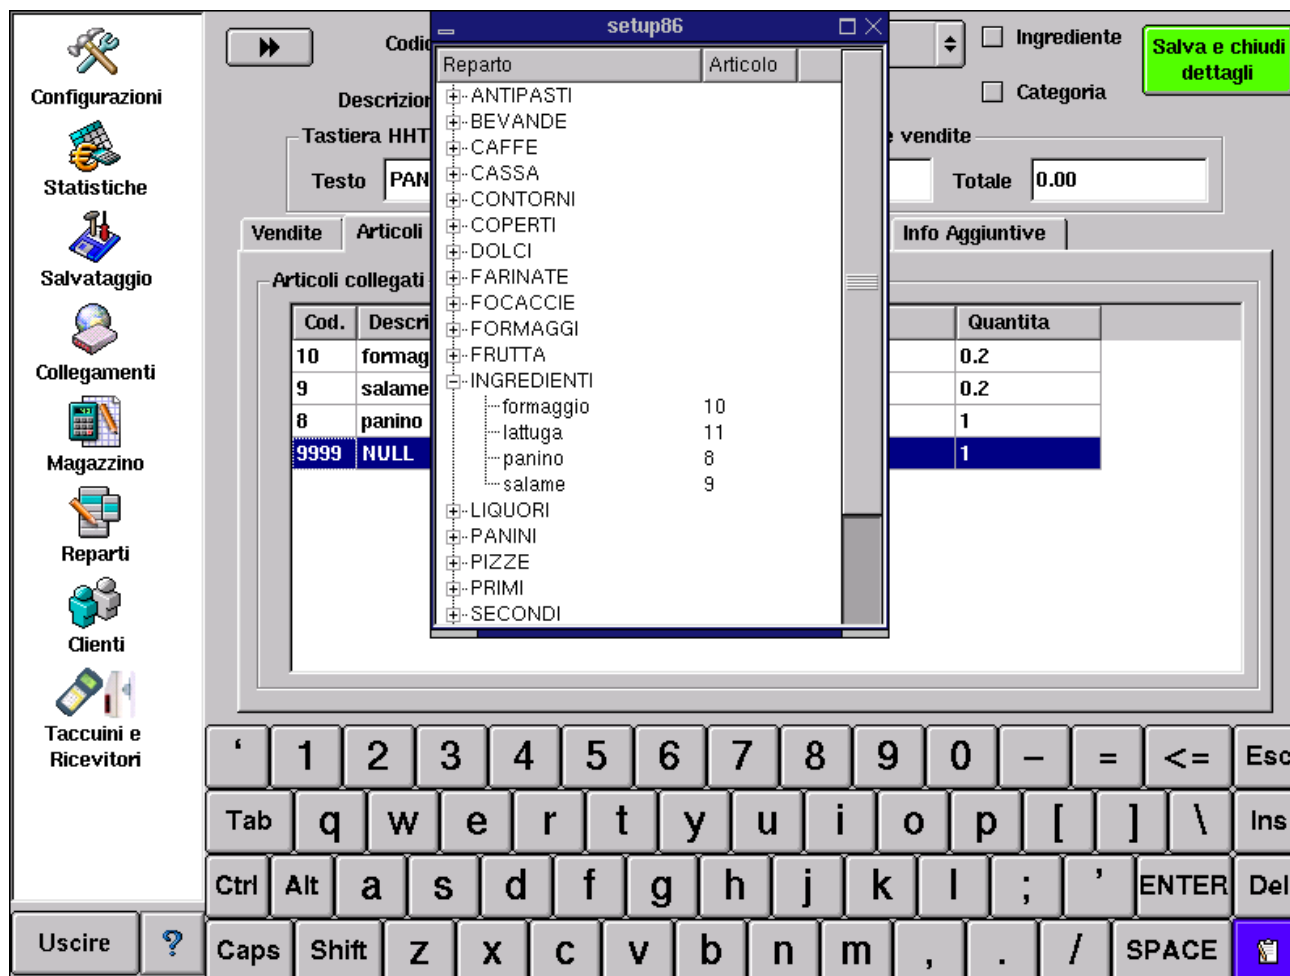 Configurazioni
Statistiche
Salvataggio
Collegamenti
Magazzino
Reparti
Clienti
Taccuini e
Ricevitori
Uscire
?
Ingrediente
Categoria
Salva e chiudi
dettagli
Tastiera HHT
vendite
Testo PAN
Totale 0.00
Vendite Articoli Info Aggiuntive
Articoli collegati
Cod. Descri Quantita
10 formag 0.2
9 salame 0.2
8 panino 1
9999 NULL 1
setup86
Reparto Articolo
ANTIPASTI
BEVANDE
CAFFE
CASSA
CONTORNI
COPERTI
DOLCI
FARINATE
FOCACCIE
FORMAGGI
FRUTTA
INGREDIENTI
formaggio 10
lattuga 11
panino 8
salame 9
LIQUORI
PANINI
PIZZE
PRIMI
SECONDI
‘ 1 2 3 4 5 6 7 8 9 0 – = <= Esc
Tab q w e r t y u i o p [ ] \ Ins
Ctrl Alt a s d f g h j k l ; ’ ENTER Del
Caps Shift z x c v b n m , . / SPACE